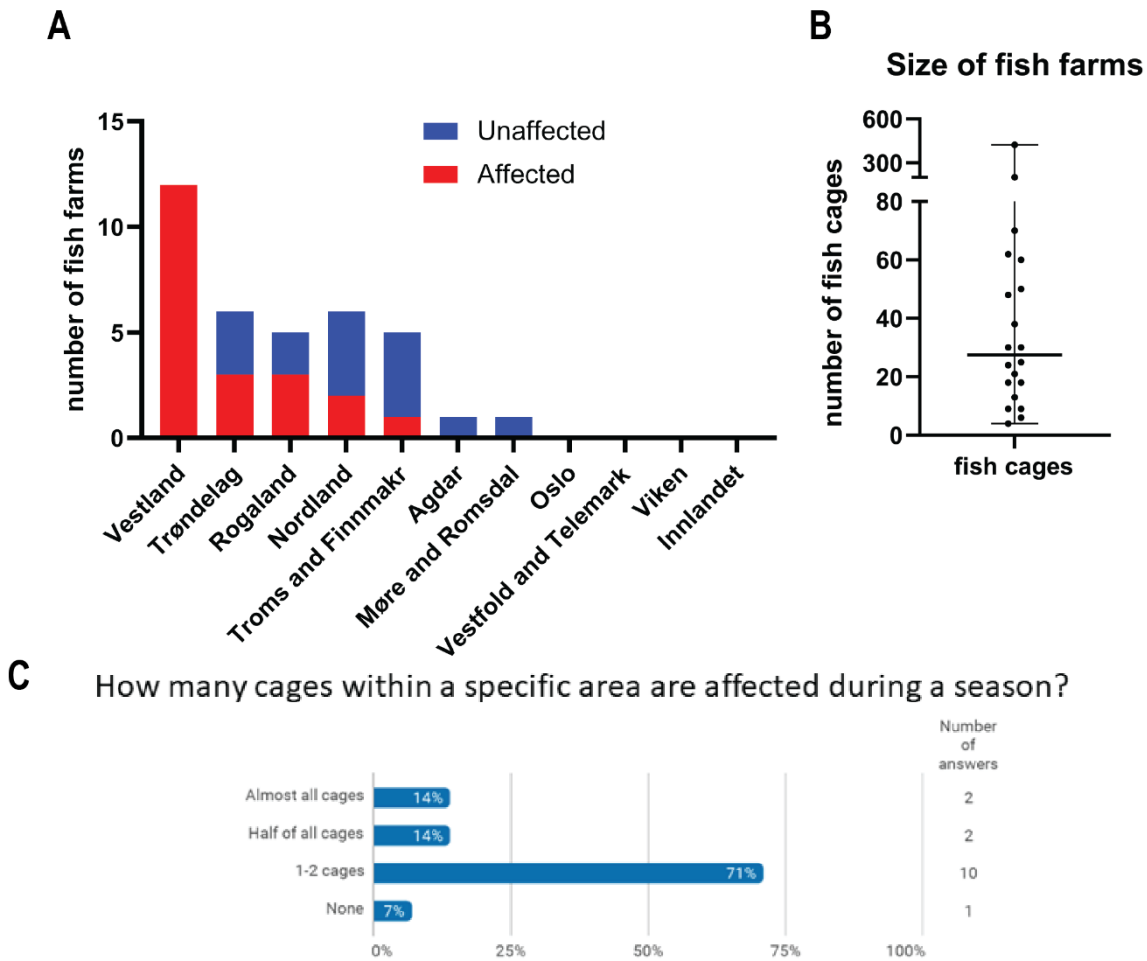 A
15
10
5
0
number of fish farms
Unaffected
Affected
Vestland
Trøndelag
Rogaland
Nordland
Troms and Finnmakr
Agdar
Møre and Romsdal
Oslo
Vestfold and Telemark
Viken
Innlandet
B
Size of fish farms
600
300
80
60
40
20
0
number of fish cages
fish cages
C
How many cages within a specific area are affected during a season?
Number
of
answers
Almost all cages 14% 2
Half of all cages 14% 2
1-2 cages 71% 10
None 7% 1
0% 25% 50% 75% 100%